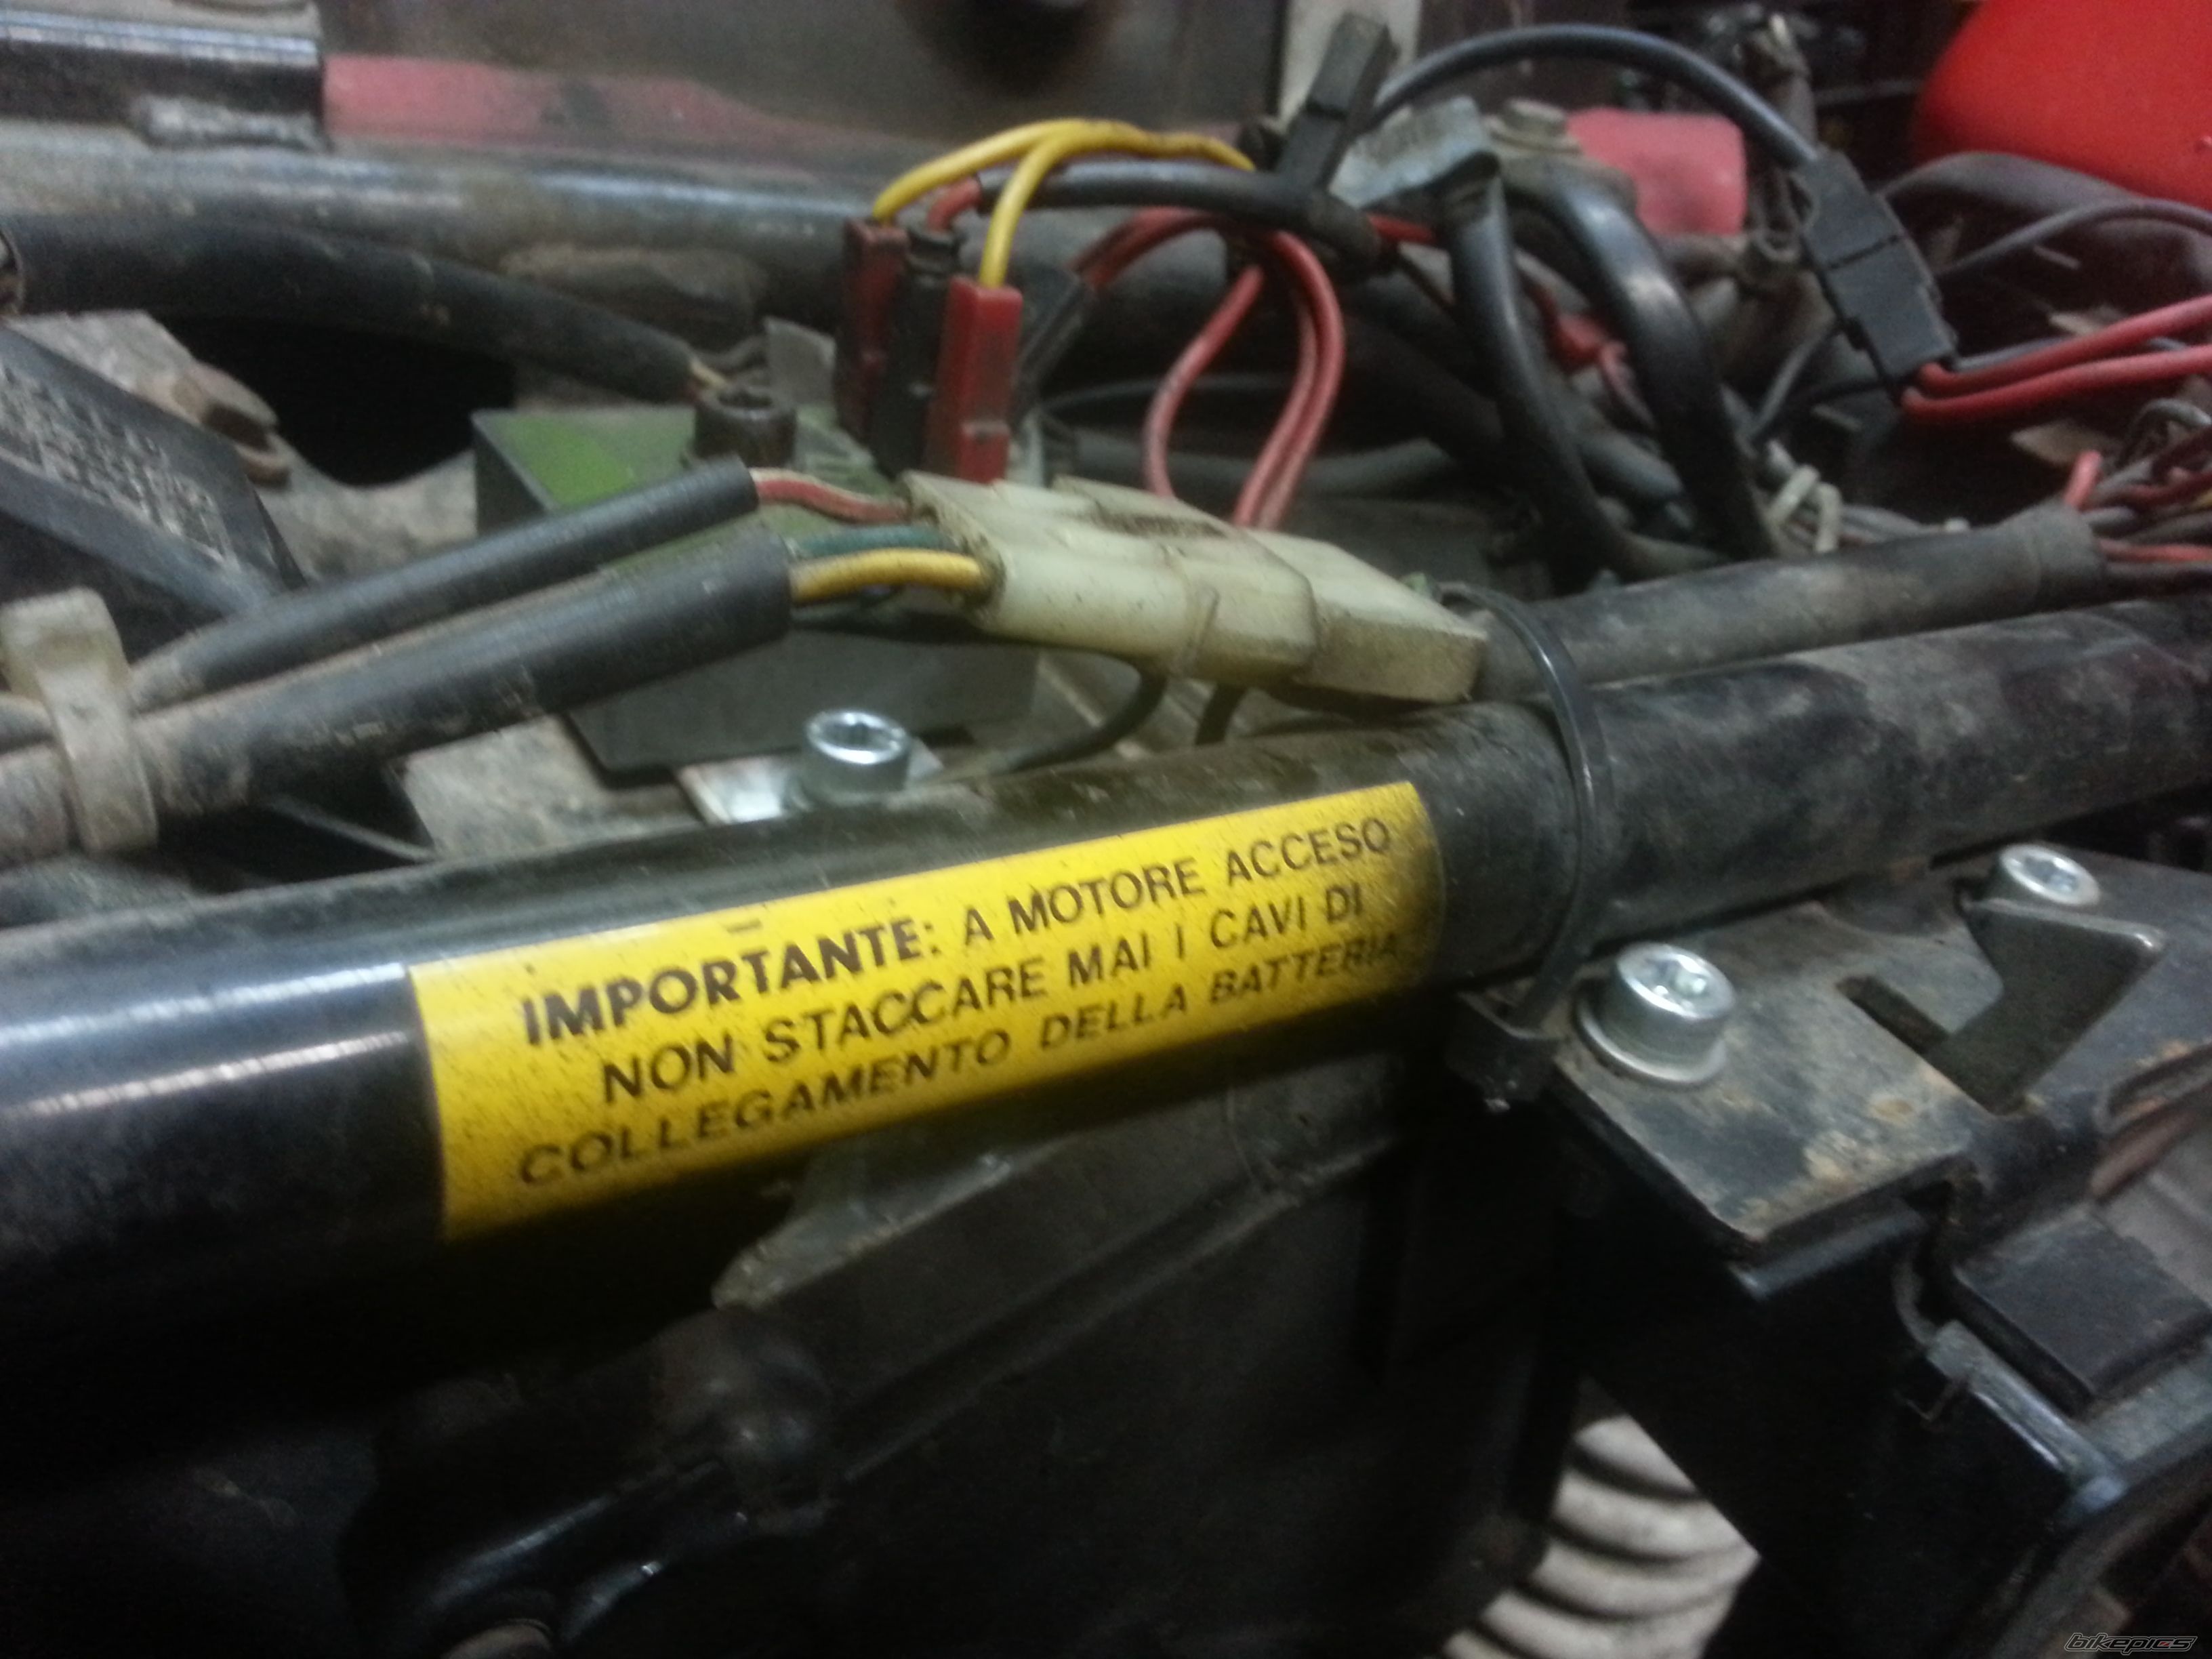 IMPORTANTE: A MOTORE ACCESO
NON STACCARE MAI I CAVI DI
COLLEGAMENTO DELLA BATTERIA
bikepics